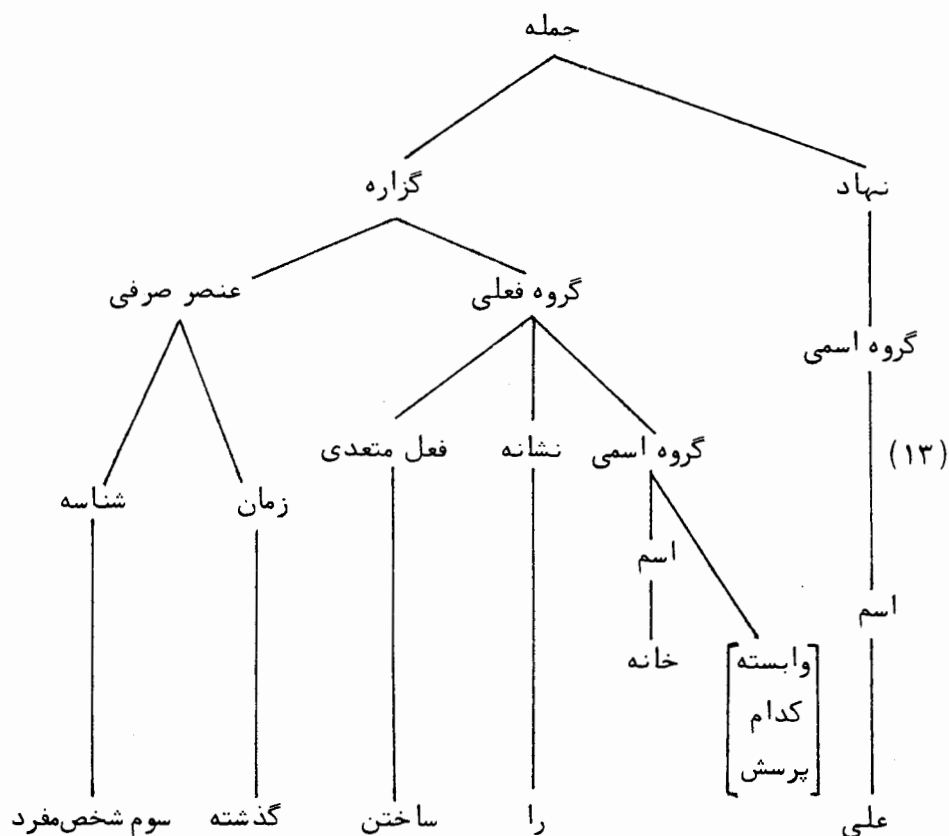 جمله
نهاد گزاره
گروه فعلی عنصر صرفی
گروه اسمی
(۱۳) گروه اسمی نشانه فعل متعدی
زمان شناسه
اسم
اسم
وابسته خانه
کدام
پرسش
علی را ساختن گذشته سوم شخص‌مفرد